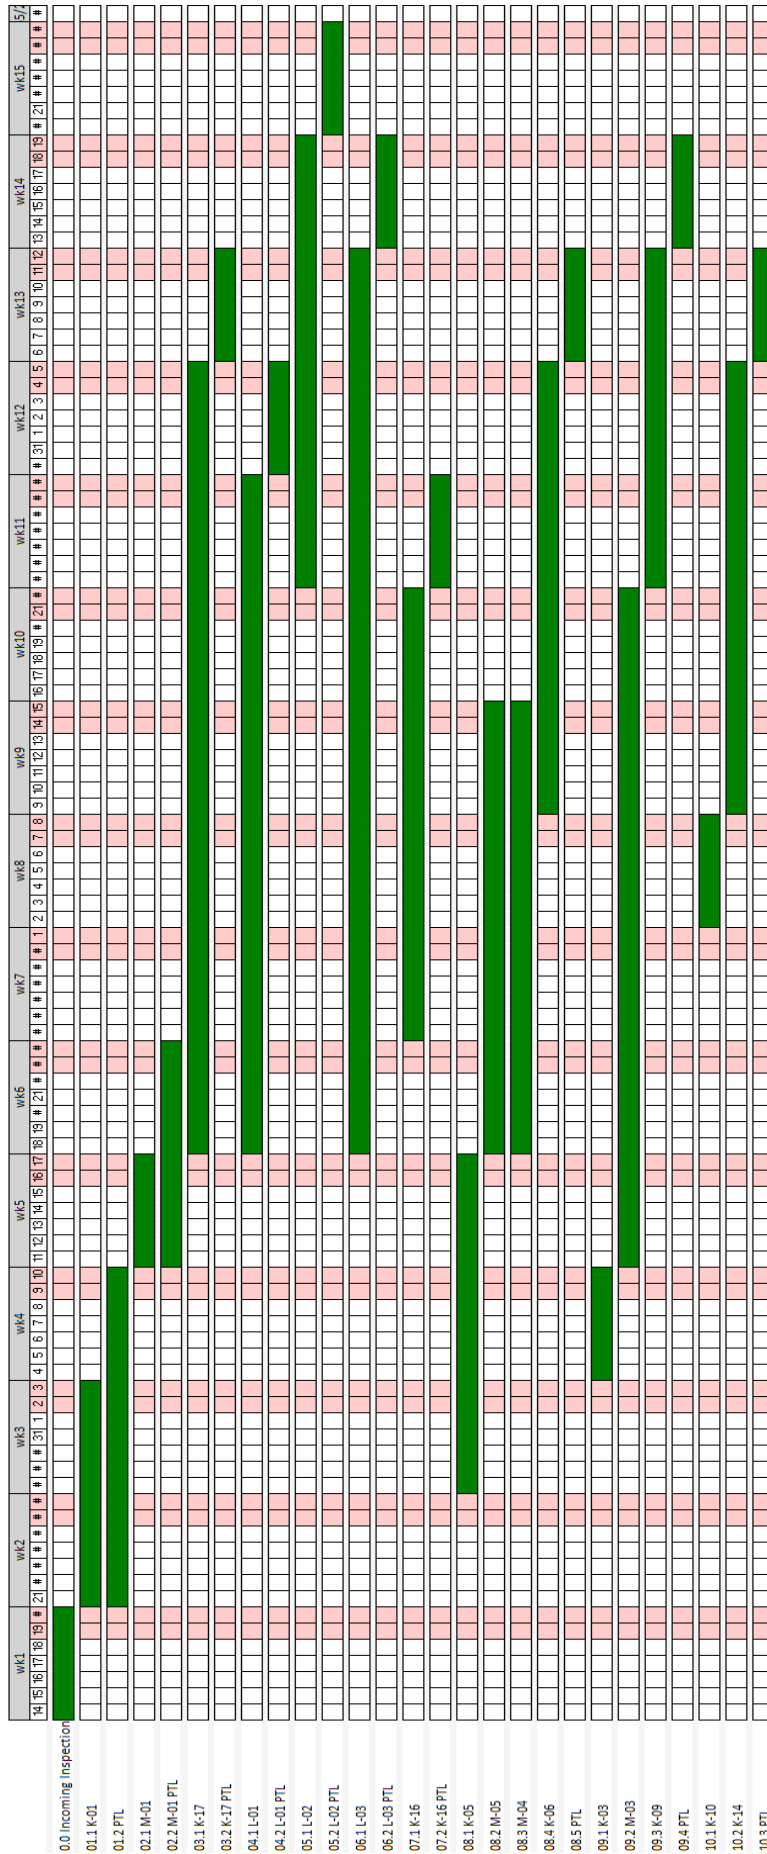 wk1 wk2 wk3 wk4 wk5 wk6 wk7 wk8 wk9 wk10 wk11 wk12 wk13 wk14 wk15 5/2
14 15 16 17 18 19 # 21 # # # # # # # # # 31 1 2 3 4 5 6 7 8 9 10 11 12 13 14 15 16 17 18 19 # 21 # # # # # # # # # 1 2 3 4 5 6 7 8 9 10 11 12 13 14 15 16 17 18 19 # 21 # # # # # # # # # 31 1 2 3 4 5 6 7 8 9 10 11 12 13 14 15 16 17 18 19 # 21 # # # # # #
0.0 Incoming Inspection
01.1 K-01
01.2 PTL
02.1 M-01
02.2 M-01 PTL
03.1 K-17
03.2 K-17 PTL
04.1 L-01
04.2 L-01 PTL
05.1 L-02
05.2 L-02 PTL
06.1 L-03
06.2 L-03 PTL
07.1 K-16
07.2 K-16 PTL
08.1 K-05
08.2 M-05
08.3 M-04
08.4 K-06
08.5 PTL
09.1 K-03
09.2 M-03
09.3 K-09
09.4 PTL
10.1 K-10
10.2 K-14
10.3 PTL